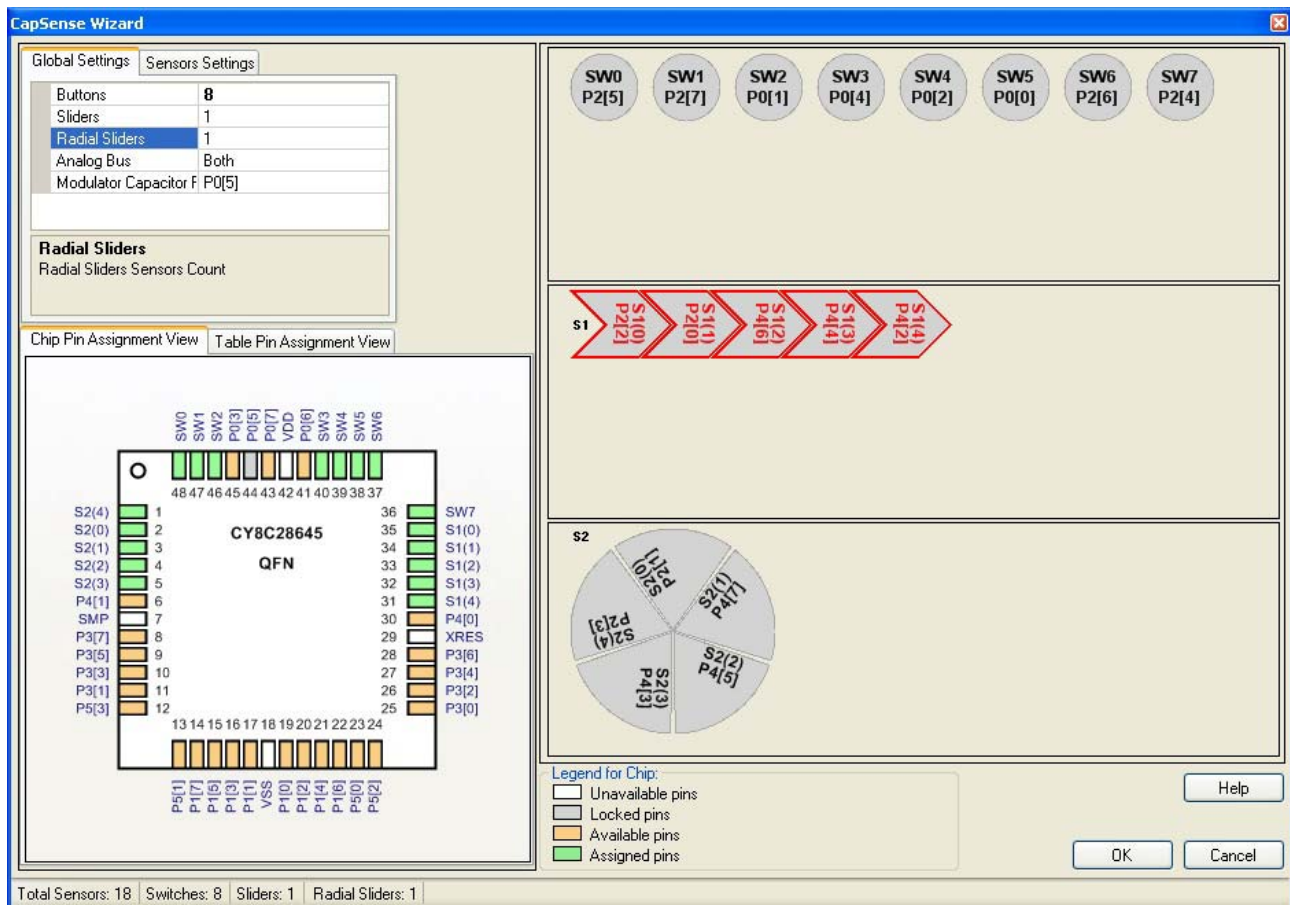 CapSense Wizard
Global Settings Sensors Settings
Buttons 8
Sliders 1
Radial Sliders 1
Analog Bus Both
Modulator Capacitor F P0[5]
Radial Sliders
Radial Sliders Sensors Count
Chip Pin Assignment View Table Pin Assignment View
SW0 SW1 SW2 P0[3] P0[5] P0[7] VDD P0[6] SW3 SW4 SW5 SW6
48 47 46 45 44 43 42 41 40 39 38 37
S2(4) 1
S2(0) 2
S2(1) 3
S2(2) 4
S2(3) 5
P4[1] 6
SMP 7
P3[7] 8
P3[5] 9
P3[3] 10
P3[1] 11
P5[3] 12
CY8C28645
QFN
36 SW7
35 S1(0)
34 S1(1)
33 S1(2)
32 S1(3)
31 S1(4)
30 P4[0]
29 XRES
28 P3[6]
27 P3[4]
26 P3[2]
25 P3[0]
13 14 15 16 17 18 19 20 21 22 23 24
P5[1] P1[7] P1[5] P1[3] P1[1] VSS P1[0] P1[2] P1[4] P1[6] P5[0] P5[2]
SW0 SW1 SW2 SW3 SW4 SW5 SW6 SW7
P2[5] P2[7] P0[1] P0[4] P0[2] P0[0] P2[6] P2[4]
S1
S1(0) S1(1) S1(2) S1(3) S1(4)
P2[2] P2[0] P4[6] P4[4] P4[2]
S2
S2(0)
P2[1]
S2(1)
P4[7]
S2(2)
P4[5]
S2(3)
P4[3]
S2(4)
P2[3]
Legend for Chip:
Unavailable pins
Locked pins
Available pins
Assigned pins
Help
OK Cancel
Total Sensors: 18 Switches: 8 Sliders: 1 Radial Sliders: 1